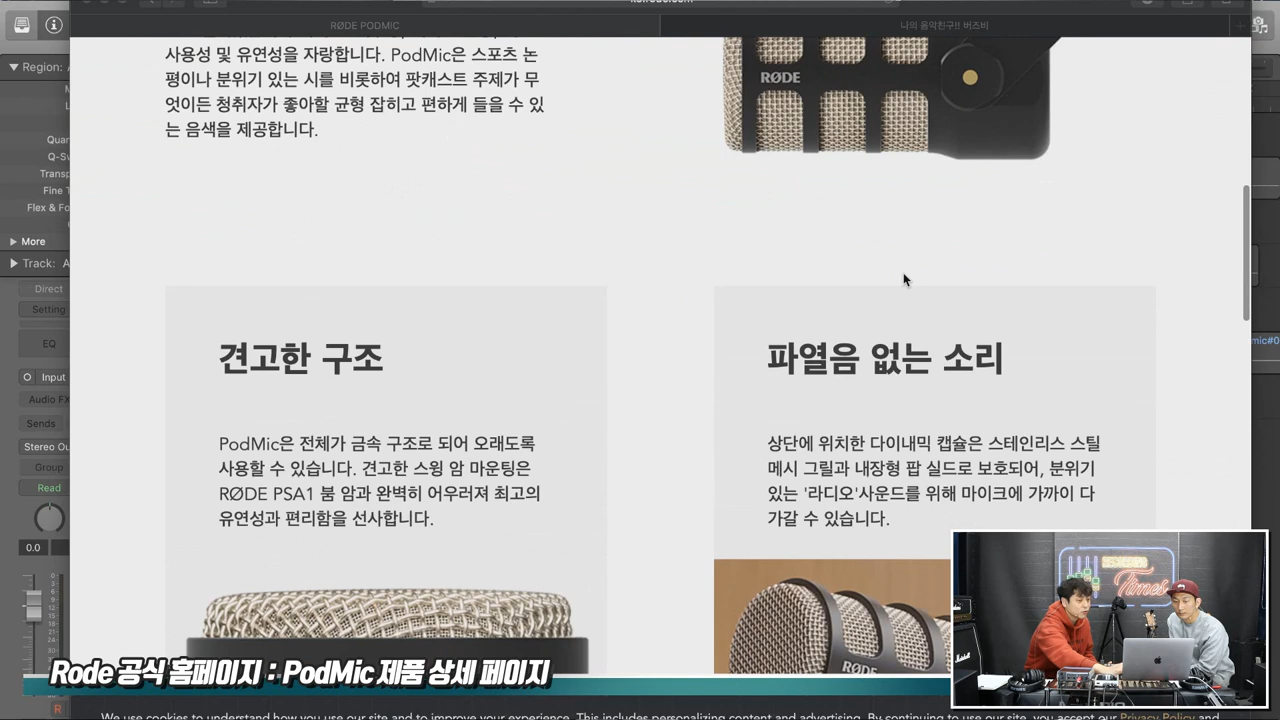 RØDE PODMIC
나의 음악친구!! 버즈비
Region:
사용성 및 유연성을 자랑합니다. PodMic은 스포츠 논
평이나 분위기 있는 시를 비롯하여 팟캐스트 주제가 무
엇이든 청취자가 좋아할 균형 잡히고 편하게 들을 수 있
는 음색을 제공합니다.
RØDE
More
Track: A
Direct
Setting
EQ
Input
Audio FX
Sends
Stereo Ou
Group
Read
0.0
견고한 구조
PodMic은 전체가 금속 구조로 되어 오래도록
사용할 수 있습니다. 견고한 스윙 암 마운팅은
RØDE PSA1 붐 암과 완벽히 어우러져 최고의
유연성과 편리함을 선사합니다.
파열음 없는 소리
상단에 위치한 다이내믹 캡슐은 스테인리스 스틸
메시 그릴과 내장형 팝 실드로 보호되어, 분위기
있는 '라디오'사운드를 위해 마이크에 가까이 다
가갈 수 있습니다.
RØDE
Times
Rode 공식 홈페이지 : PodMic 제품 상세 페이지
R
We use cookies to understand how you use our site and to improve your experience. This includes personalizing content and advertising. By continuing to use our site, you accept our Privacy Policy and